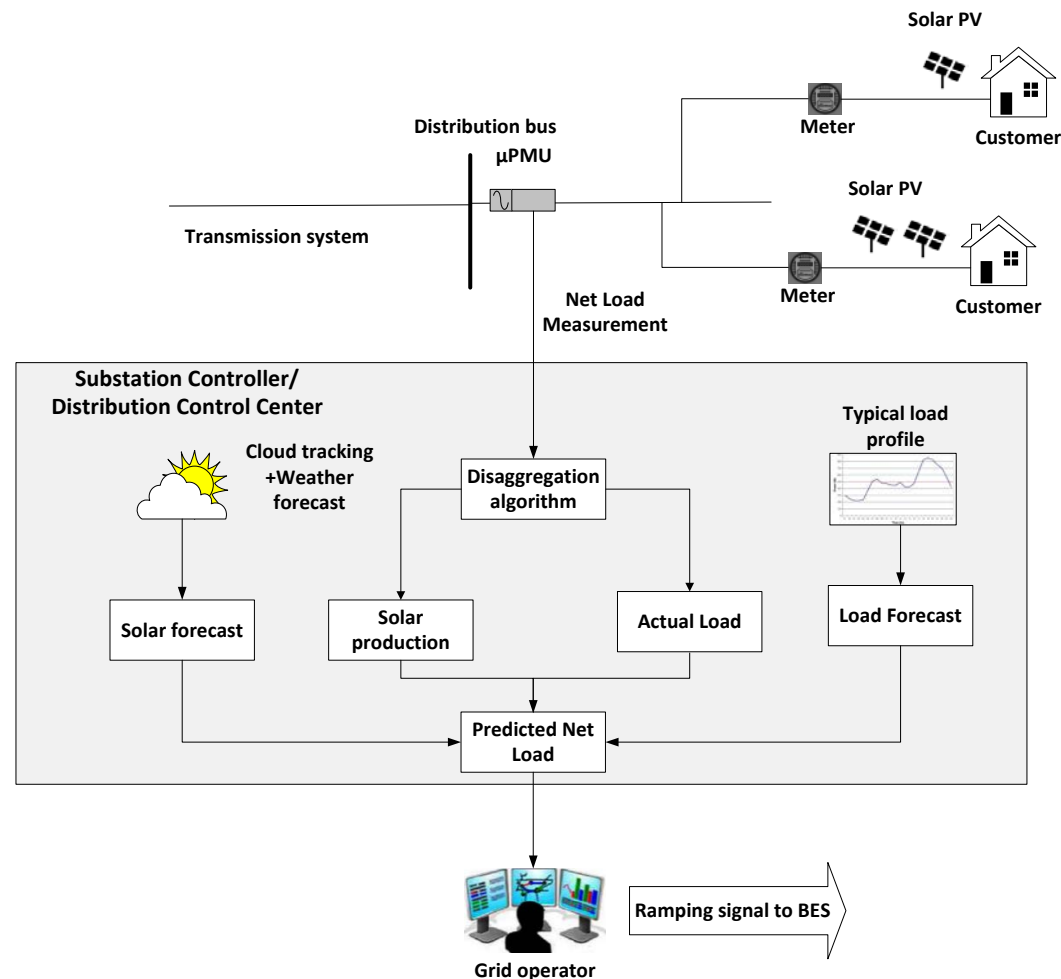 Solar PV
Distribution bus
µPMU
Meter
Customer
Solar PV
Transmission system
Meter
Customer
Net Load
Measurement
Substation Controller/
Distribution Control Center
Cloud tracking
+Weather
forecast
Typical load
profile
Disaggregation
algorithm
Solar forecast
Solar
production
Actual Load
Load Forecast
Predicted Net
Load
Ramping signal to BES
Grid operator